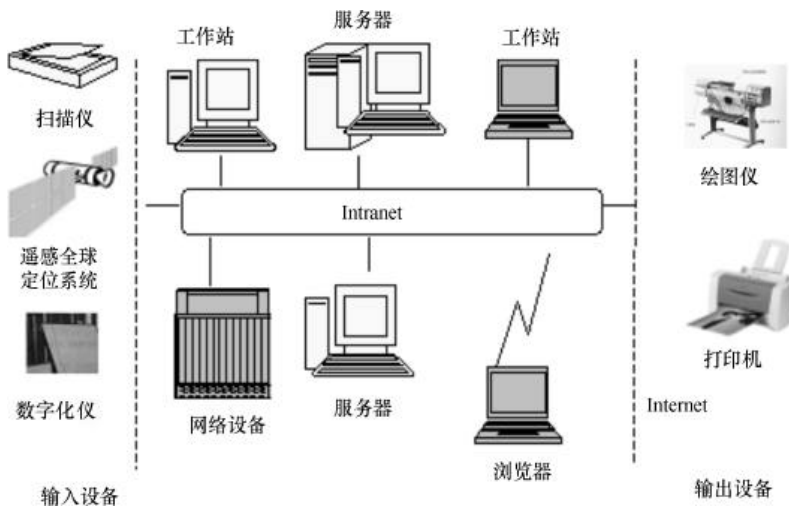 服务器
工作站
工作站
扫描仪
绘图仪
Intranet
遥感全球
定位系统
打印机
数字化仪
网络设备
服务器
Internet
浏览器
输入设备
输出设备